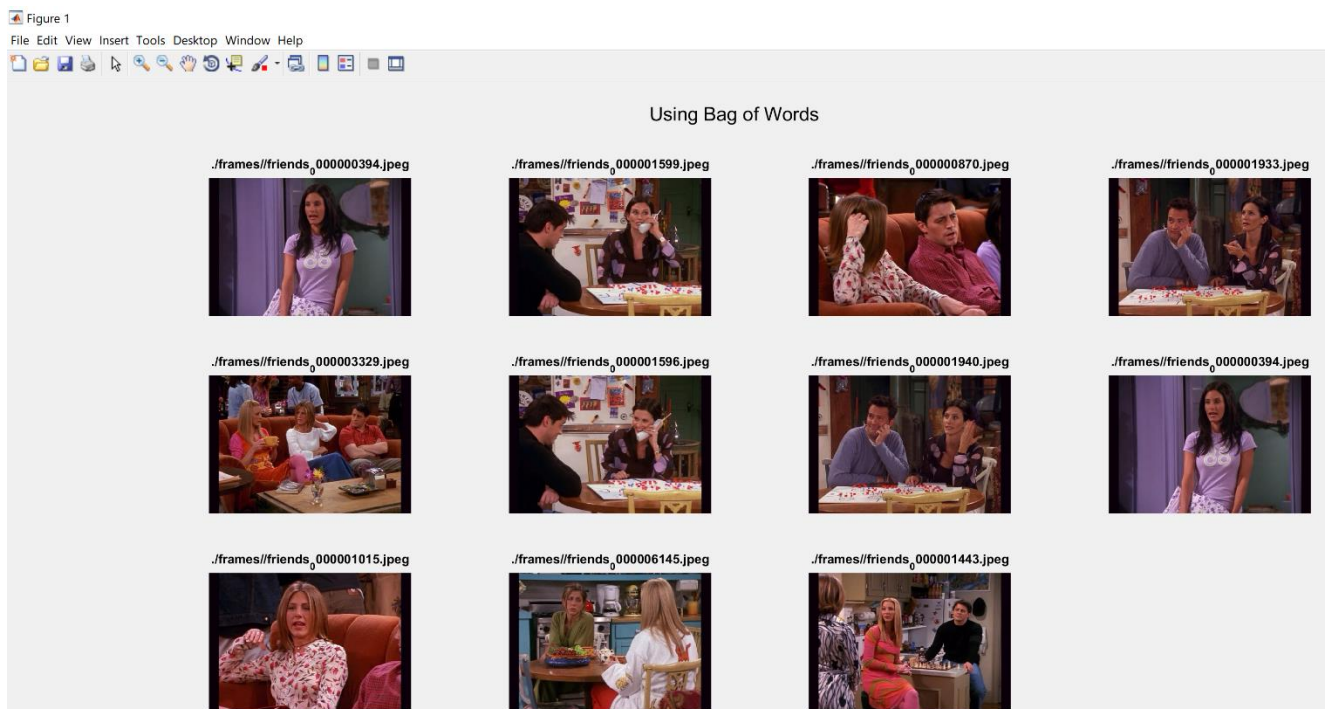 Figure 1
File Edit View Insert Tools Desktop Window Help
Using Bag of Words
./frames//friends_0000000394.jpeg ./frames//friends_0000001599.jpeg ./frames//friends_0000000870.jpeg ./frames//friends_0000001933.jpeg
./frames//friends_0000003329.jpeg ./frames//friends_0000001596.jpeg ./frames//friends_0000001940.jpeg ./frames//friends_0000000394.jpeg
./frames//friends_0000001015.jpeg ./frames//friends_0000006145.jpeg ./frames//friends_0000001443.jpeg